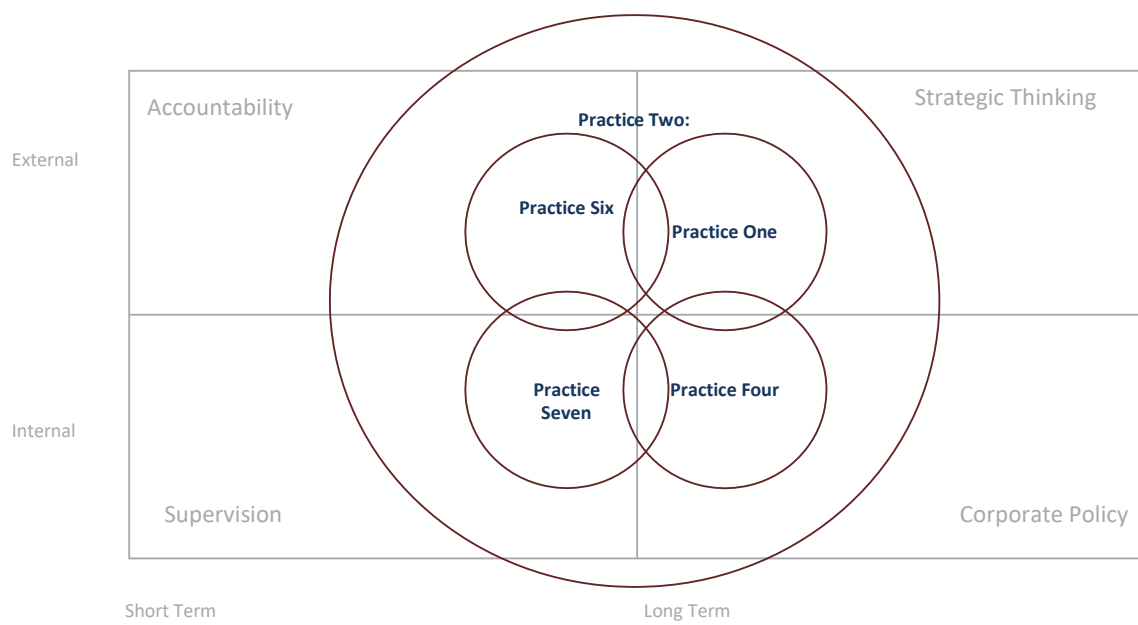 Accountability
Strategic Thinking
Practice Two:
External
Practice Six
Practice One
Practice
Seven
Practice Four
Internal
Supervision
Corporate Policy
Short Term
Long Term